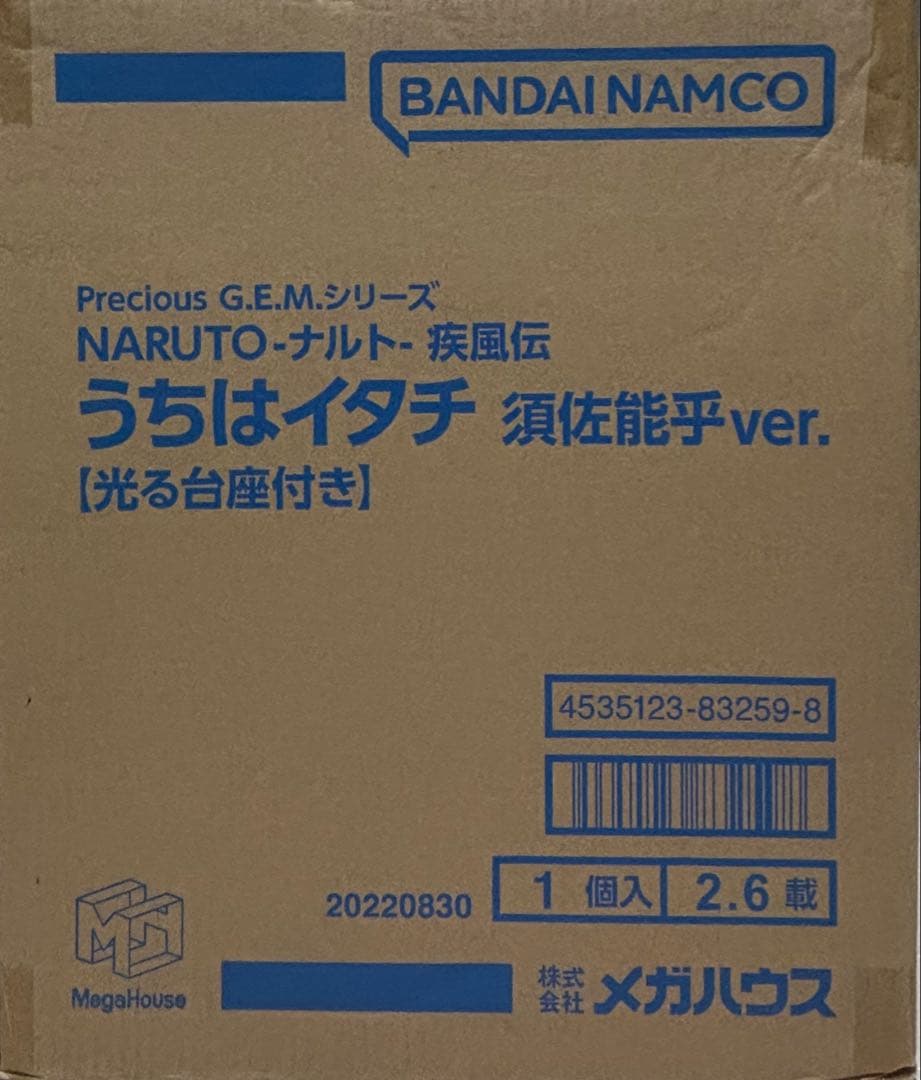 BANDAI NAMCO
Precious G.E.M.シリーズ
NARUTO-ナルト- 疾風伝
うちはイタチ 須佐能乎ver.
【光る台座付き】
4535123-83259-8
20220830
1 個入 2.6 載
MH
MegaHouse
株式会社 メガハウス